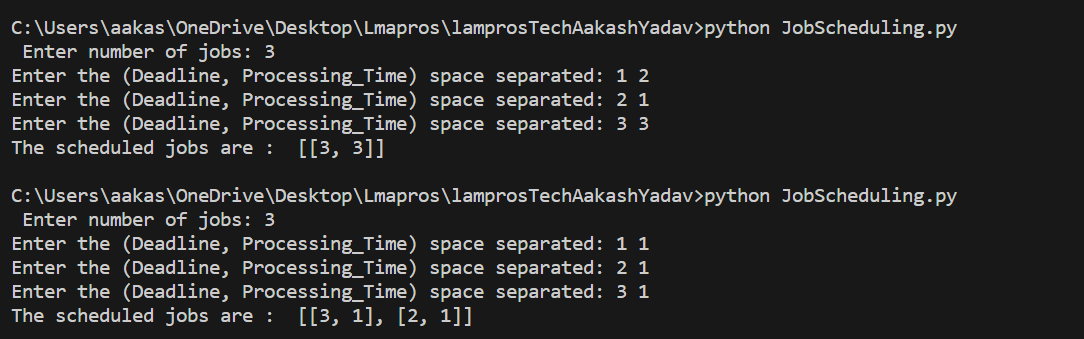 C:\Users\aakas\OneDrive\Desktop\Lmapros\lamprosTechAakashYadav>python JobScheduling.py
 Enter number of jobs: 3
Enter the (Deadline, Processing_Time) space separated: 1 2
Enter the (Deadline, Processing_Time) space separated: 2 1
Enter the (Deadline, Processing_Time) space separated: 3 3
The scheduled jobs are :  [[3, 3]]
C:\Users\aakas\OneDrive\Desktop\Lmapros\lamprosTechAakashYadav>python JobScheduling.py
 Enter number of jobs: 3
Enter the (Deadline, Processing_Time) space separated: 1 1
Enter the (Deadline, Processing_Time) space separated: 2 1
Enter the (Deadline, Processing_Time) space separated: 3 1
The scheduled jobs are :  [[3, 1], [2, 1]]